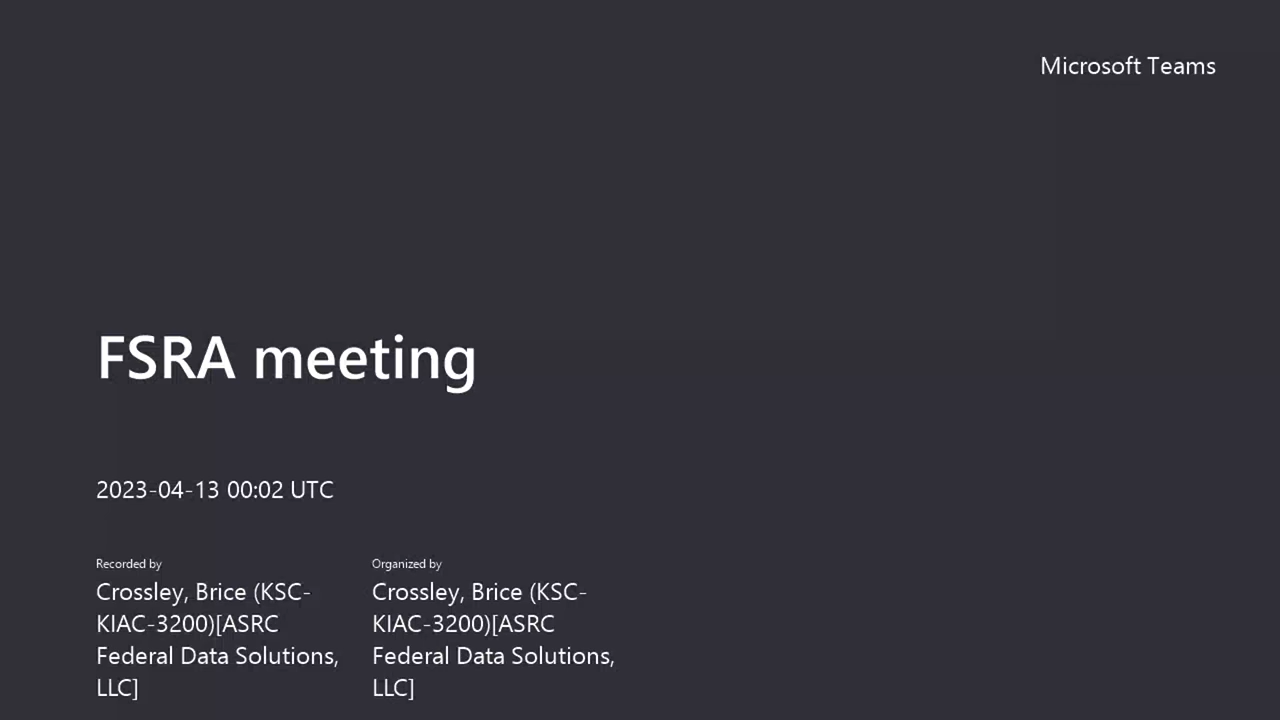 Microsoft Teams
FSRA meeting
2023-04-13 00:02 UTC
Recorded by
Crossley, Brice (KSC-
KIAC-3200)[ASRC
Federal Data Solutions,
LLC]
Organized by
Crossley, Brice (KSC-
KIAC-3200)[ASRC
Federal Data Solutions,
LLC]